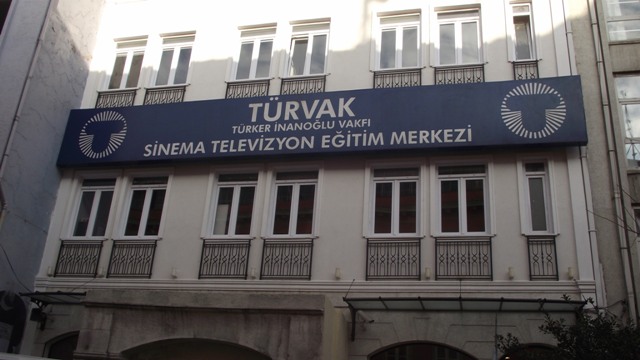 TÜRVAK
TÜRKER İNANOĞLU VAKFI
SİNEMA TELEVİZYON EĞİTİM MERKEZİ